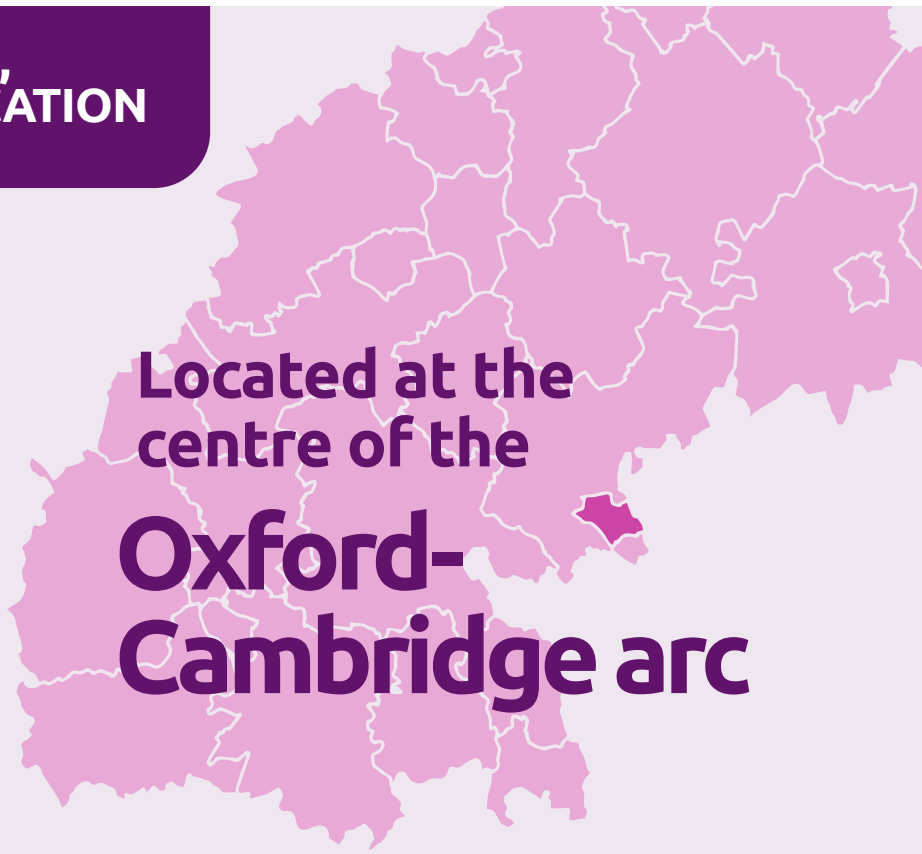 ATION
Located at the
centre of the
Oxford-
Cambridge arc